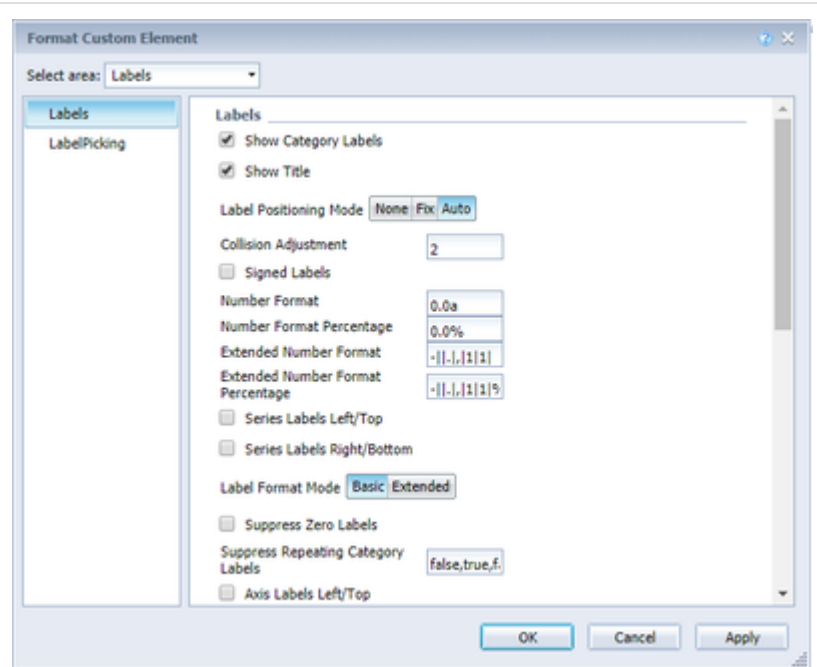 Format Custom Element
Select area: Labels
Labels
LabelPicking
Labels
Show Category Labels
Show Title
Label Positioning Mode None Fix Auto
Collision Adjustment 2
Signed Labels
Number Format 0.0a
Number Format Percentage 0.0%
Extended Number Format -||.|,|1|1|
Extended Number Format
Percentage -||.|,|1|1|%
Series Labels Left/Top
Series Labels Right/Bottom
Label Format Mode Basic Extended
Suppress Zero Labels
Suppress Repeating Category
Labels false,true,f
Axis Labels Left/Top
OK Cancel Apply